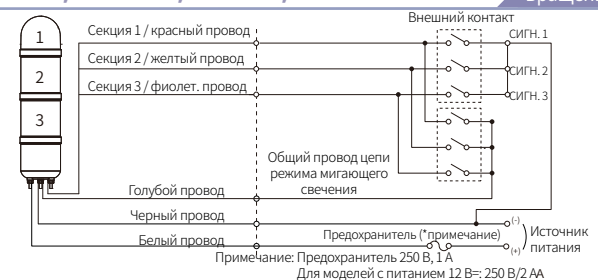 Внешний контакт
1
Секция 1 / красный провод
СИГН. 1
2
Секция 2 / желтый провод
СИГН. 2
3
Секция 3 / фиолет. провод
СИГН. 3
Общий провод цепи
режима мигающего
свечения
Голубой провод
Черный провод
(-)
Предохранитель (*примечание)
Источник
питания
Белый провод
(+)
Примечание: Предохранитель 250 В, 1 А
Для моделей с питанием 12 В=: 250 В/2 АА